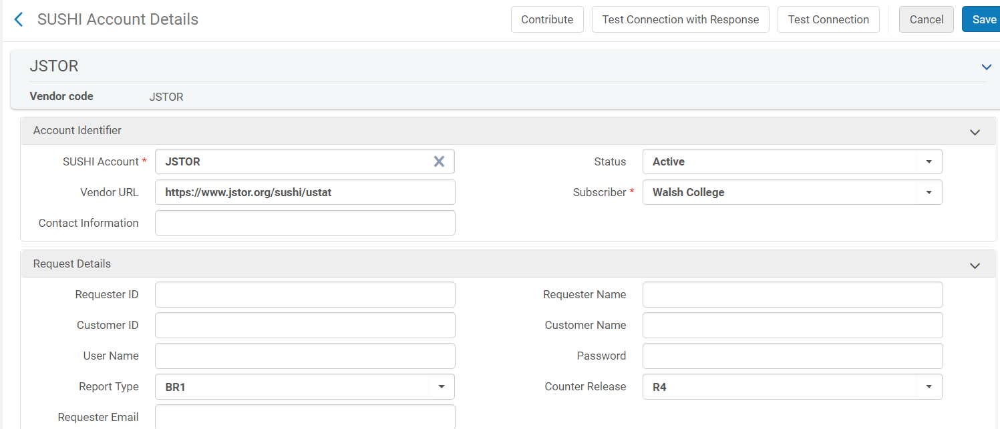 SUSHI Account Details Contribute Test Connection with Response Test Connection Cancel Save
JSTOR
Vendor code JSTOR
Account Identifier
SUSHI Account * JSTOR Status Active
Vendor URL https://www.jstor.org/sushi/ustat Subscriber * Walsh College
Contact Information
Request Details
Requester ID Requester Name
Customer ID Customer Name
User Name Password
Report Type BR1 Counter Release R4
Requester Email